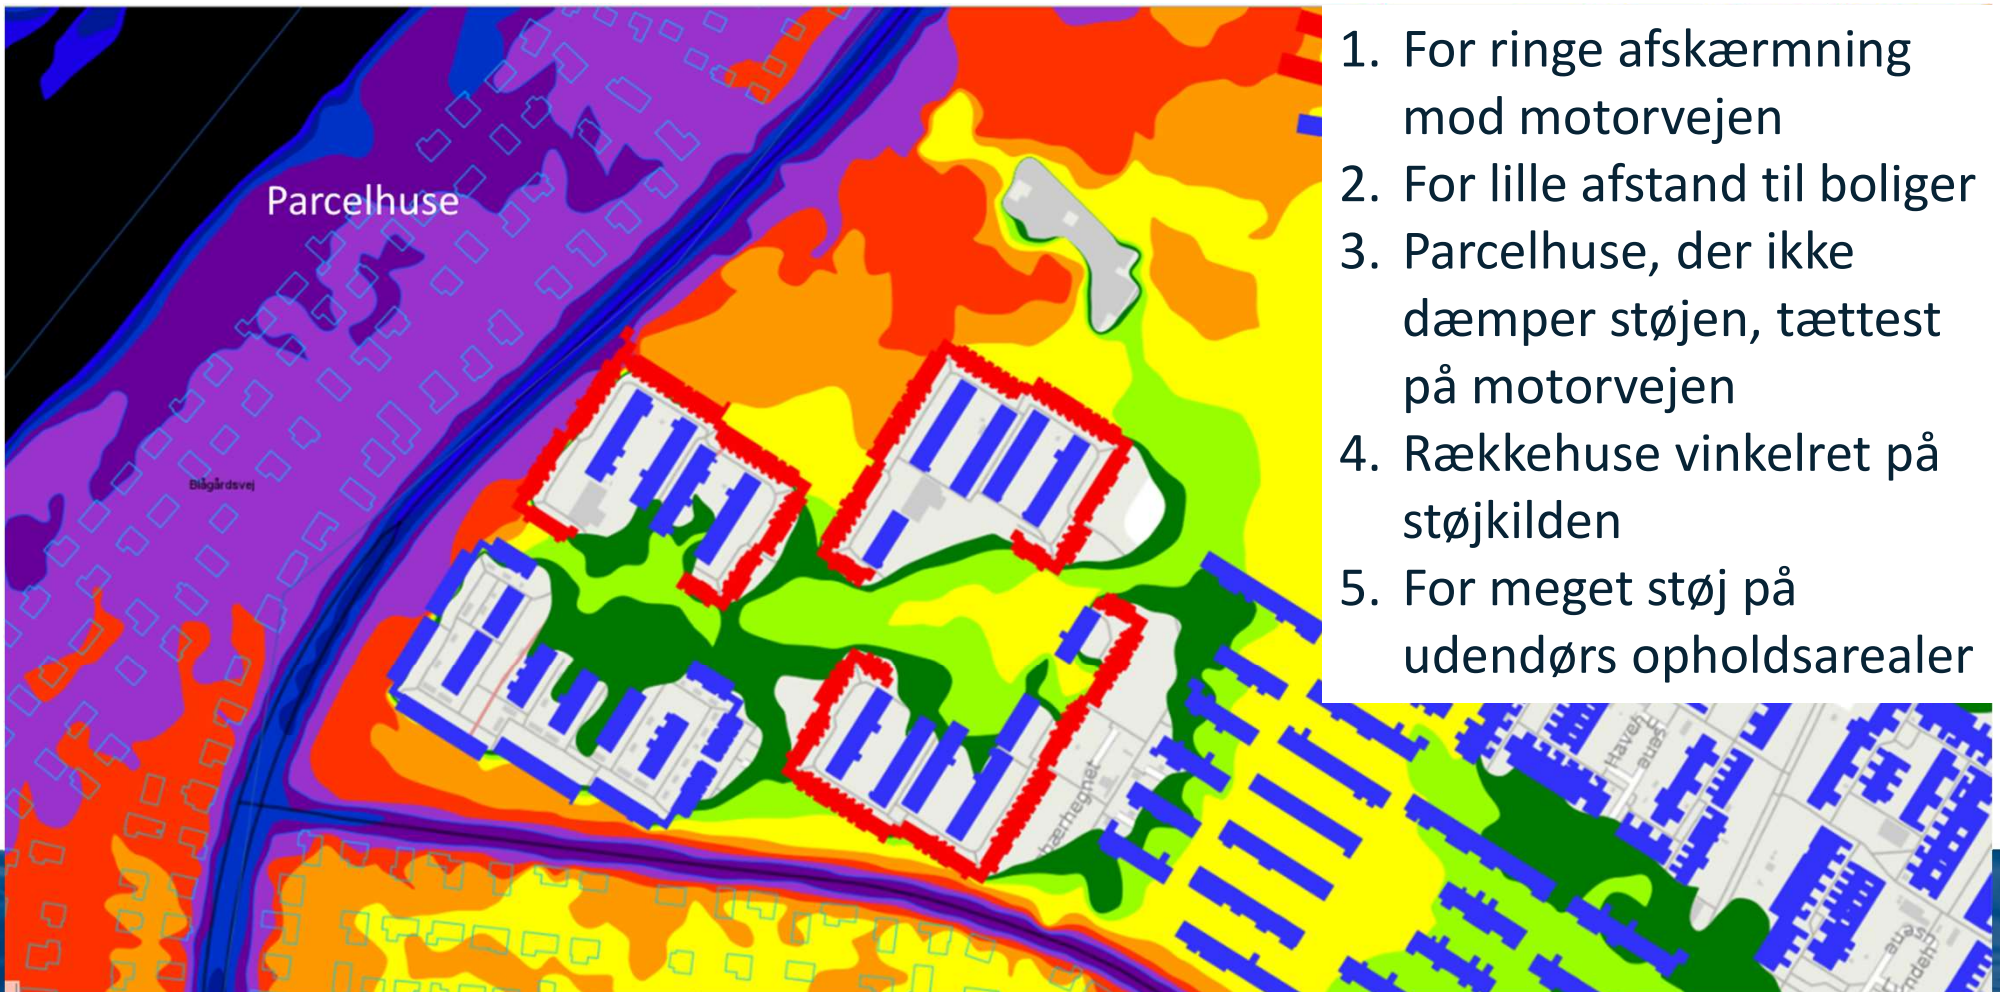 1. For ringe afskærmning
mod motorvejen
2. For lille afstand til boliger
3. Parcelhuse, der ikke
dæmper støjen, tættest
på motorvejen
4. Rækkehuse vinkelret på
støjkilden
5. For meget støj på
udendørs opholdsarealer
Parcelhuse
Blågårdsvej